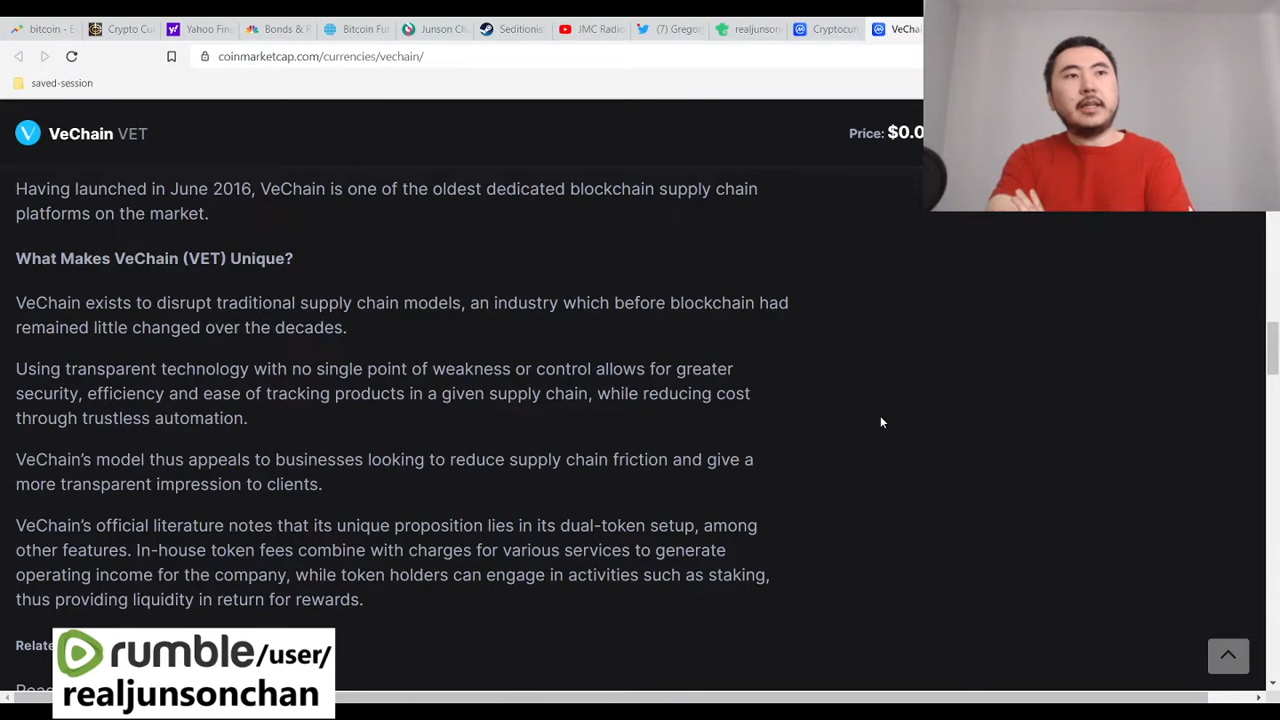 bitcoin - E
Crypto Cu
Yahoo Fin
Bonds & R
Bitcoin Fut
Junson Ch
Seditionis
JMC Radio
(7) Gregor
realjunson
Cryptocurr
VeChai
coinmarketcap.com/currencies/vechain/
saved-session
VeChain VET
Price: $0.0
Having launched in June 2016, VeChain is one of the oldest dedicated blockchain supply chain
platforms on the market.
What Makes VeChain (VET) Unique?
VeChain exists to disrupt traditional supply chain models, an industry which before blockchain had
remained little changed over the decades.
Using transparent technology with no single point of weakness or control allows for greater
security, efficiency and ease of tracking products in a given supply chain, while reducing cost
through trustless automation.
VeChain's model thus appeals to businesses looking to reduce supply chain friction and give a
more transparent impression to clients.
VeChain's official literature notes that its unique proposition lies in its dual-token setup, among
other features. In-house token fees combine with charges for various services to generate
operating income for the company, while token holders can engage in activities such as staking,
thus providing liquidity in return for rewards.
Relate
rumble/user/
realjunsonchan